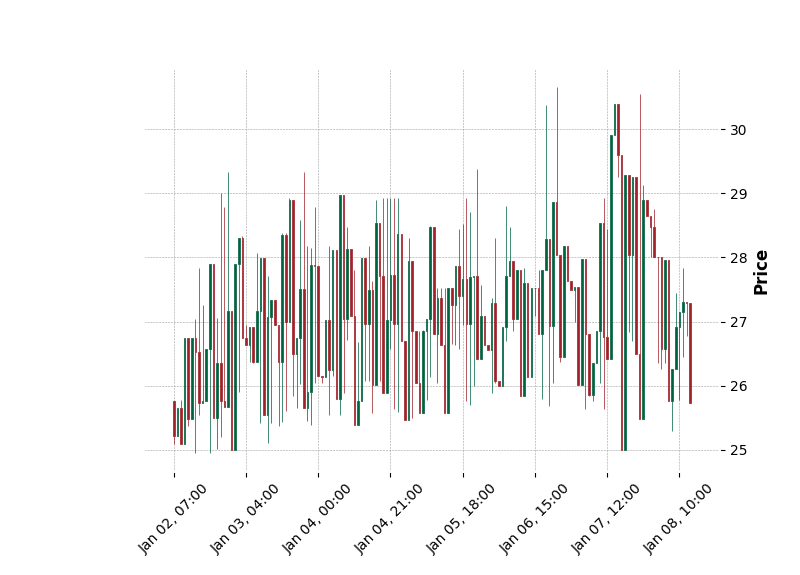 30
29
28
27
26
25
Price
Jan 02, 07:00
Jan 03, 04:00
Jan 04, 00:00
Jan 04, 21:00
Jan 05, 18:00
Jan 06, 15:00
Jan 07, 12:00
Jan 08, 10:00